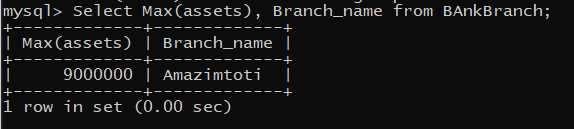 mysql> Select Max(assets), Branch_name from BAnkBranch;
+-------------+-------------+
| Max(assets) | Branch_name |
+-------------+-------------+
|     9000000 | Amazimtoti  |
+-------------+-------------+
1 row in set (0.00 sec)